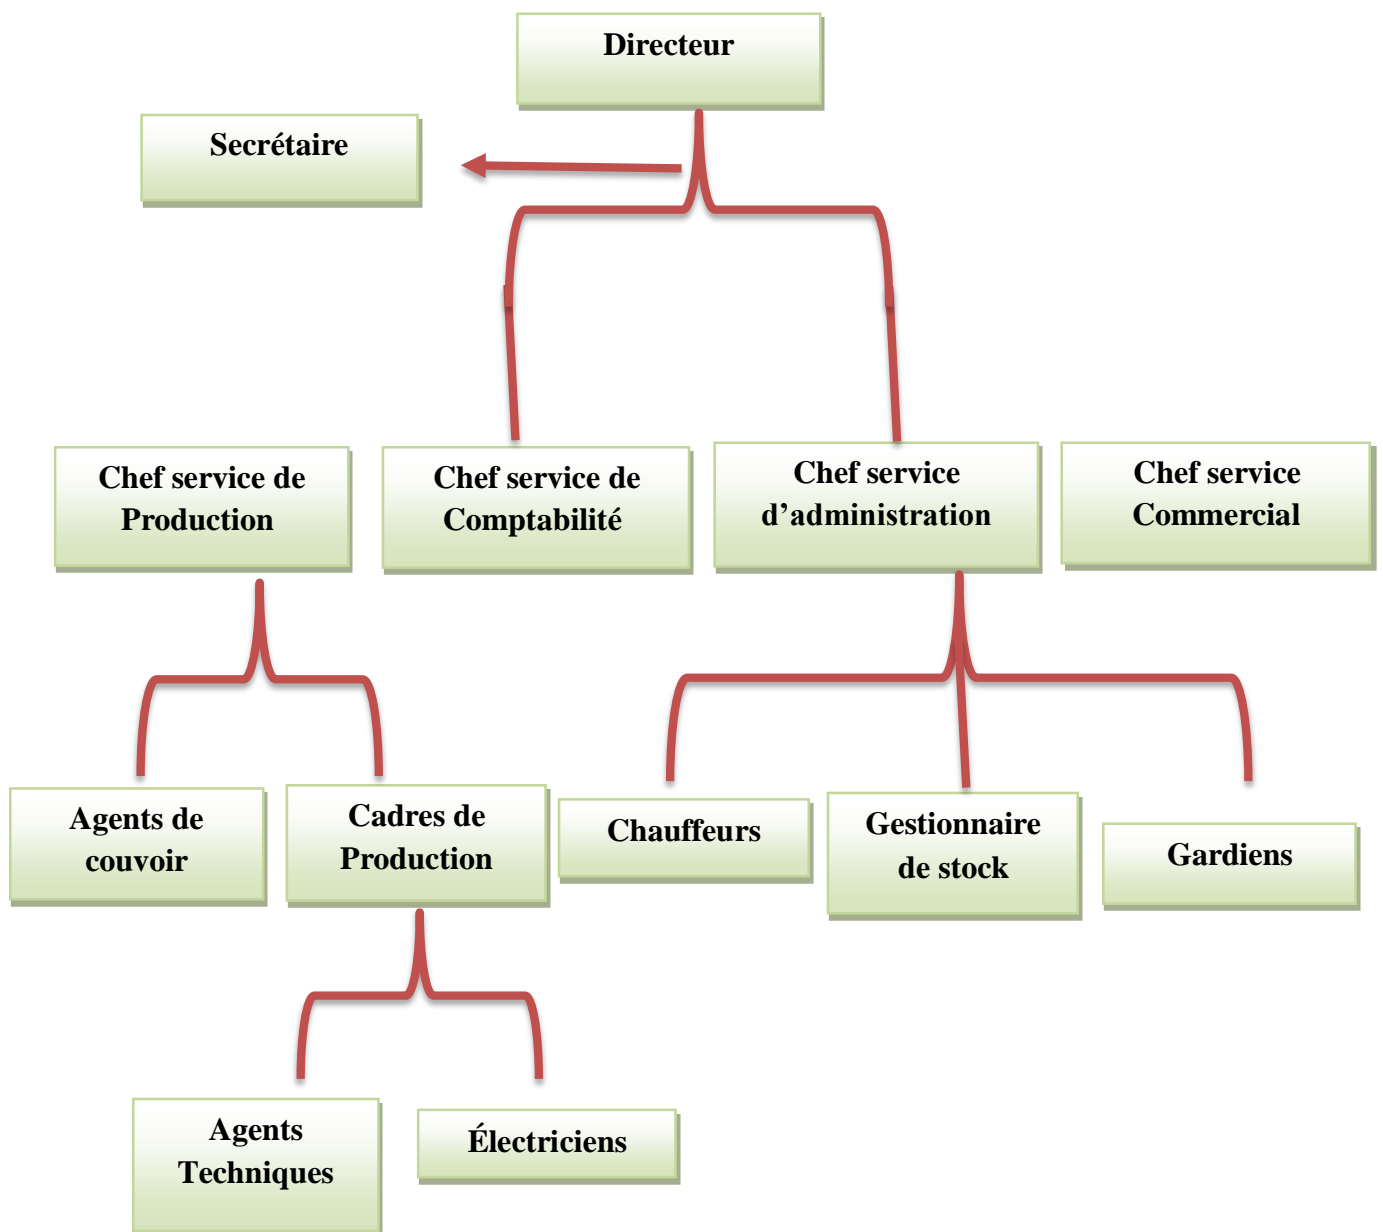 Directeur
Secrétaire
Chef service de
Production
Chef service de
Comptabilité
Chef service
d’administration
Chef service
Commercial
Agents de
couvoir
Cadres de
Production
Chauffeurs
Gestionnaire
de stock
Gardiens
Agents
Techniques
Électriciens